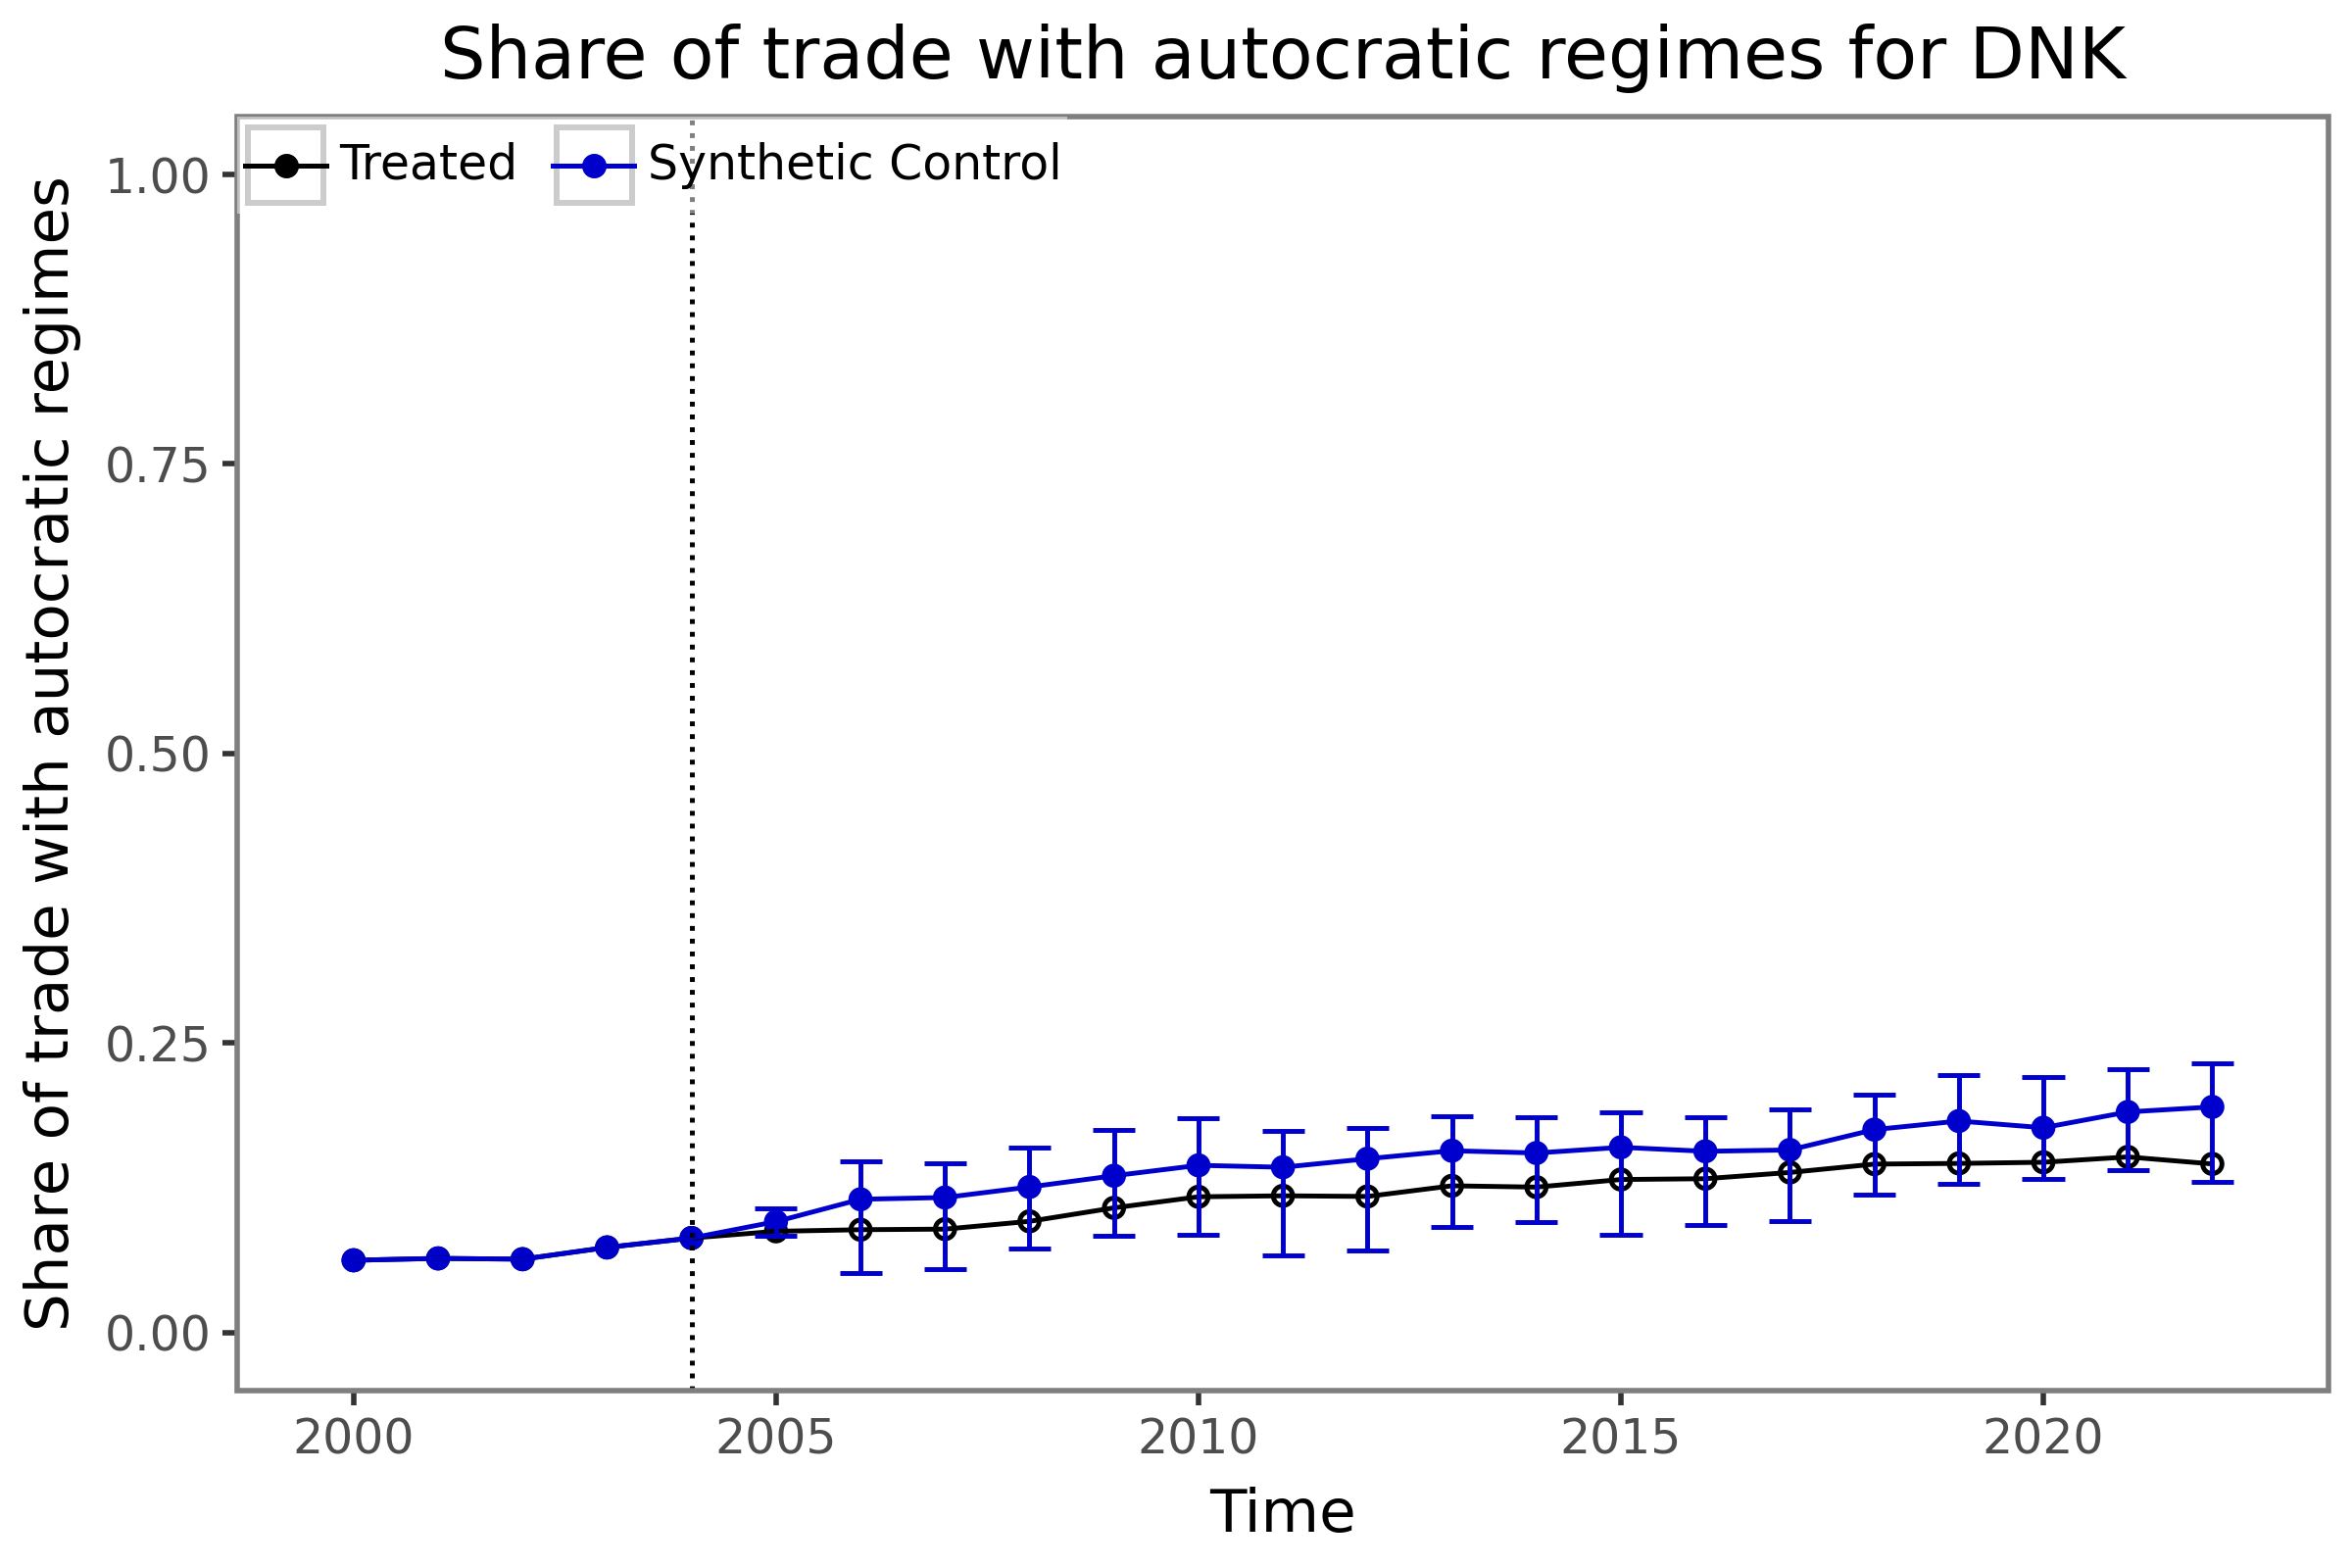 Share of trade with autocratic regimes for DNK
Treated
Synthetic Control
Share of trade with autocratic regimes
1.00
0.75
0.50
0.25
0.00
2000
2005
2010
2015
2020
Time